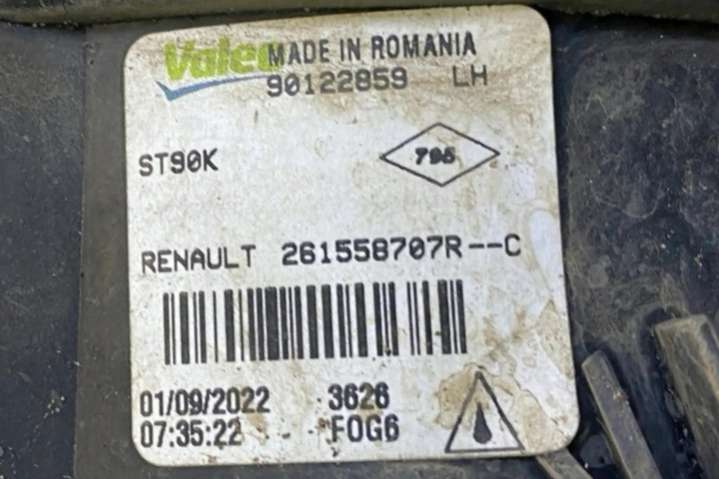 Valeo MADE IN ROMANIA
90122859 LH
ST90K 795
RENAULT 261558707R--C
01/09/2022 3626
07:35:22 FOG6